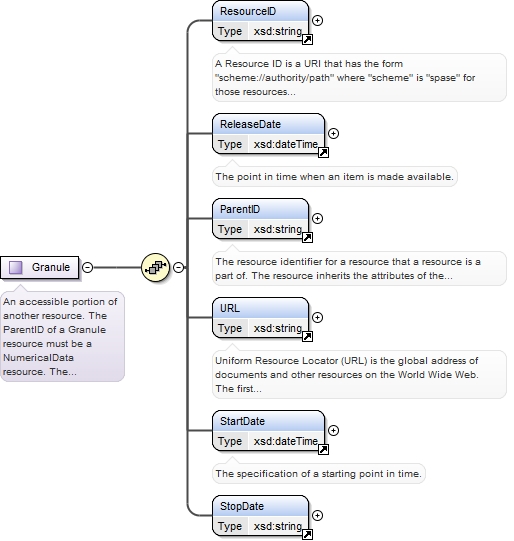 ResourceID
Type xsd:string
A Resource ID is a URI that has the form
"scheme://authority/path" where "scheme" is "spase" for
those resources...
ReleaseDate
Type xsd:dateTime
The point in time when an item is made available.
ParentID
Type xsd:string
The resource identifier for a resource that a resource is a
part of. The resource inherits the attributes of the...
Granule
An accessible portion of
another resource. The
ParentID of a Granule
resource must be a
NumericalData
resource. The...
URL
Type xsd:string
Uniform Resource Locator (URL) is the global address of
documents and other resources on the World Wide Web.
The first...
StartDate
Type xsd:dateTime
The specification of a starting point in time.
StopDate
Type xsd:string